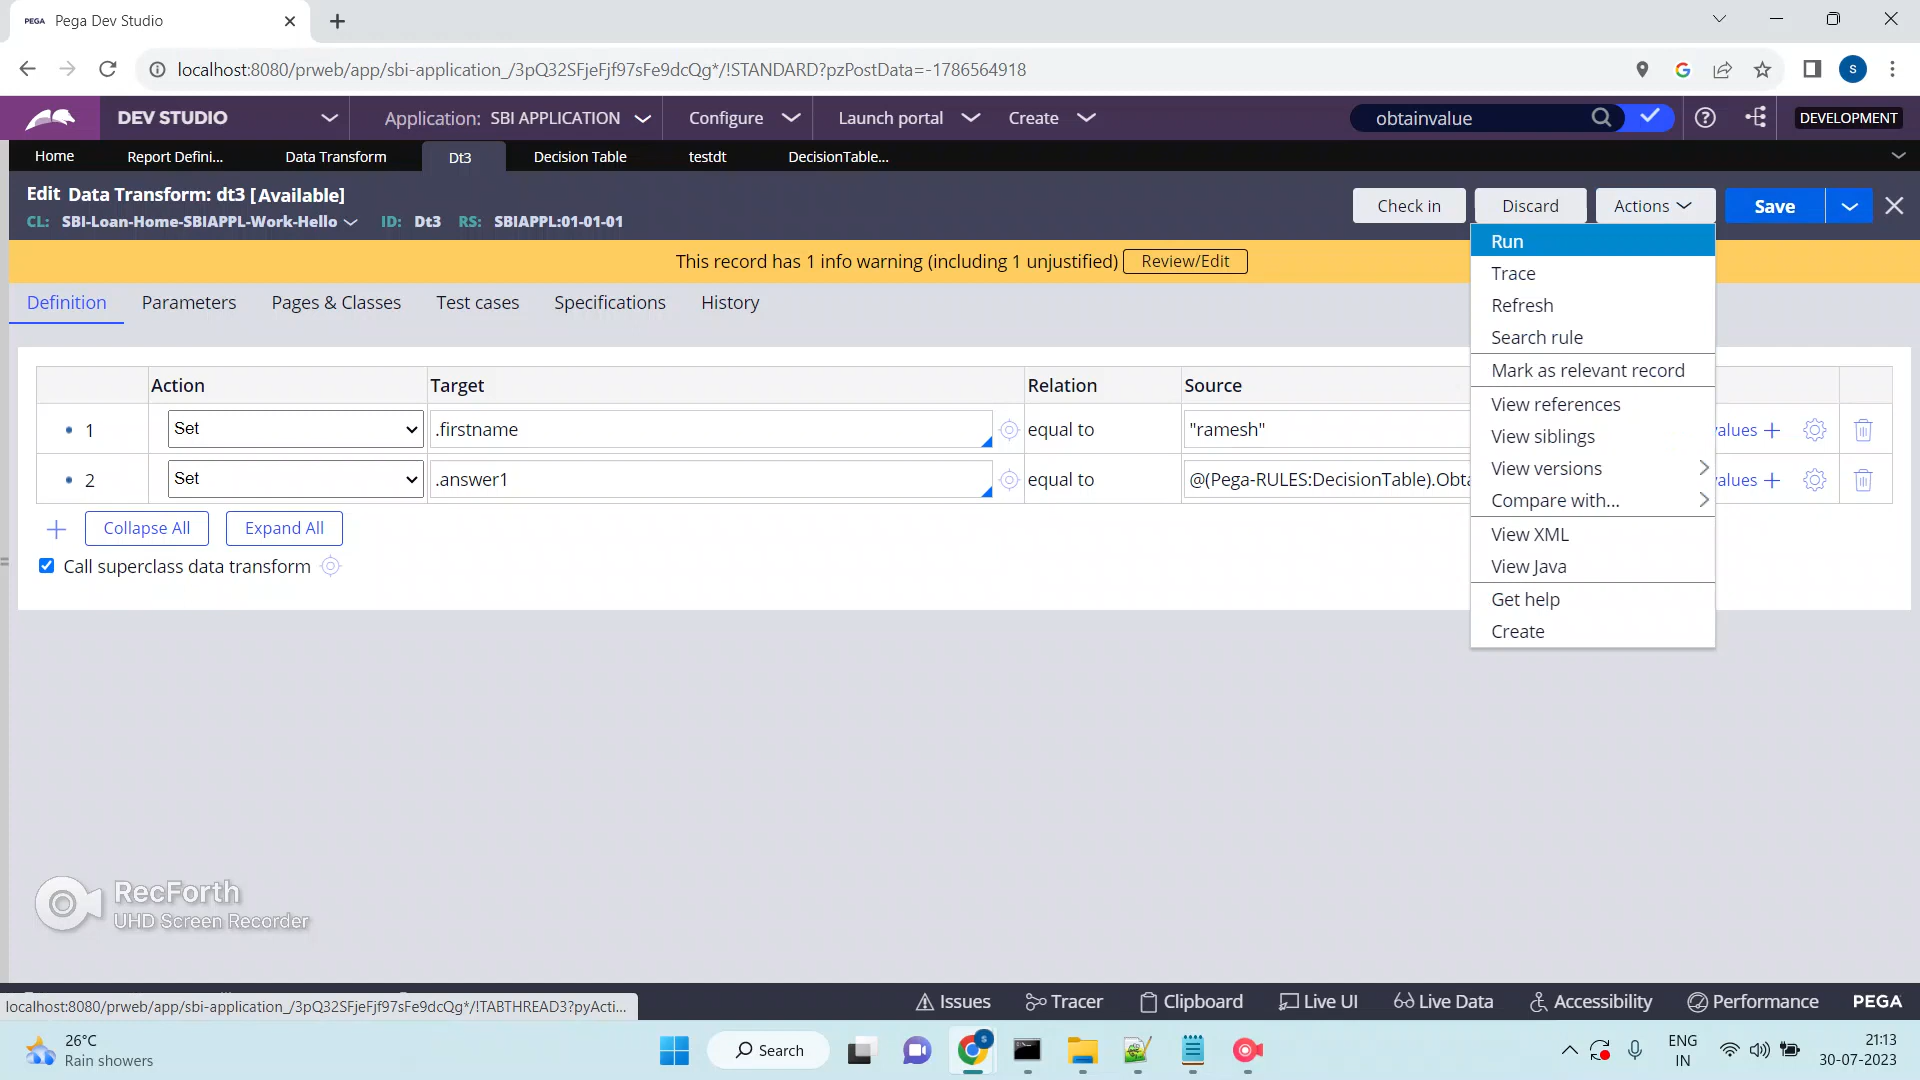 PEGA Pega Dev Studio
localhost:8080/prweb/app/sbi-application_/3pQ32SFjeFjf97sFe9dcQg*/!STANDARD?pzPostData=-1786564918
S
DEV STUDIO Application: SBI APPLICATION Configure Launch portal Create obtainvalue DEVELOPMENT
Home Report Defini... Data Transform Dt3 Decision Table testdt DecisionTable...
Edit Data Transform: dt3 [Available]
CL: SBI-Loan-Home-SBIAPPL-Work-Hello ID: Dt3 RS: SBIAPPL:01-01-01
Check in Discard Actions Save
This record has 1 info warning (including 1 unjustified) Review/Edit
Definition Parameters Pages & Classes Test cases Specifications History
Run
Trace
Refresh
Search rule
Mark as relevant record
View references
View siblings
View versions
Compare with...
View XML
View Java
Get help
Create
Action Target Relation Source
1 Set .firstname equal to "ramesh" values
2 Set .answer1 equal to @(Pega-RULES:DecisionTable).Obta values
Collapse All Expand All
Call superclass data transform
RecForth
UHD Screen Recorder
localhost:8080/prweb/app/sbi-application_/3pQ32SFjeFjf97sFe9dcQg*/!TABTHREAD3?pyActi...
Issues Tracer Clipboard Live UI Live Data Accessibility Performance PEGA
26°C
Rain showers
Search
S
ENG
IN
21:13
30-07-2023